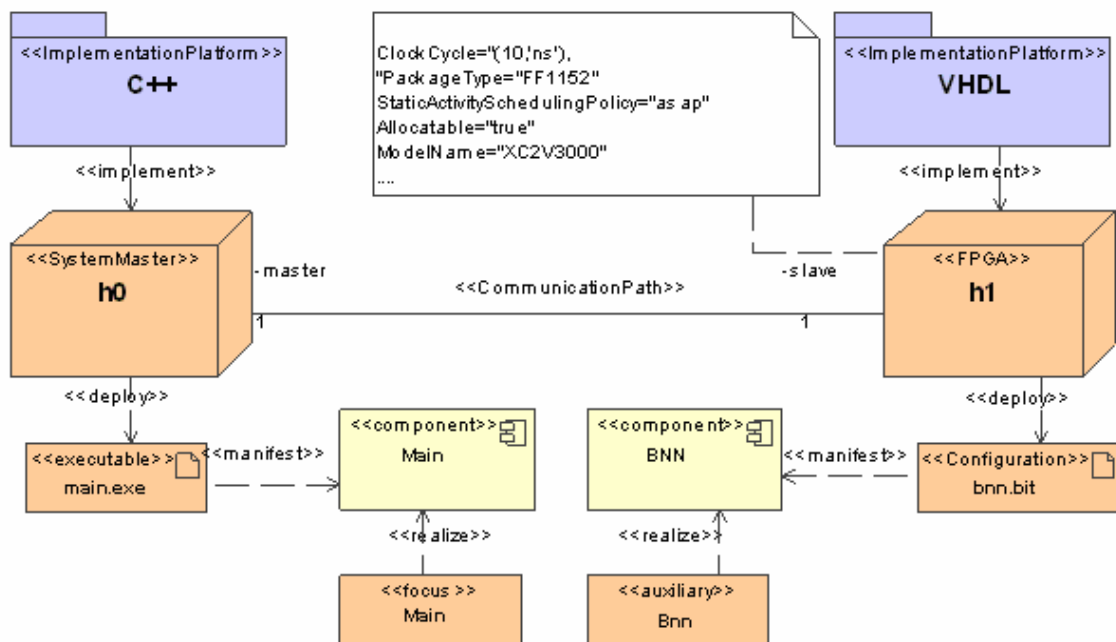 <<ImplementationPlatform>>
C++
ClockCycle="(10,'ns'),
"PackageType="FF1152"
StaticActivitySchedulingPolicy="asap"
Allocatable="true"
ModelName="XC2V3000"
....
<<ImplementationPlatform>>
VHDL
<<implement>>
<<implement>>
<<SystemMaster>>
h0
-master
<<CommunicationPath>>
-slave
1
1
<<FPGA>>
h1
<<deploy>>
<<deploy>>
<<executable>>
main.exe
<<manifest>>
<<component>>
Main
<<component>>
BNN
<<manifest>>
<<Configuration>>
bnn.bit
<<realize>>
<<realize>>
<<focus >>
Main
<<auxiliary>>
Bnn